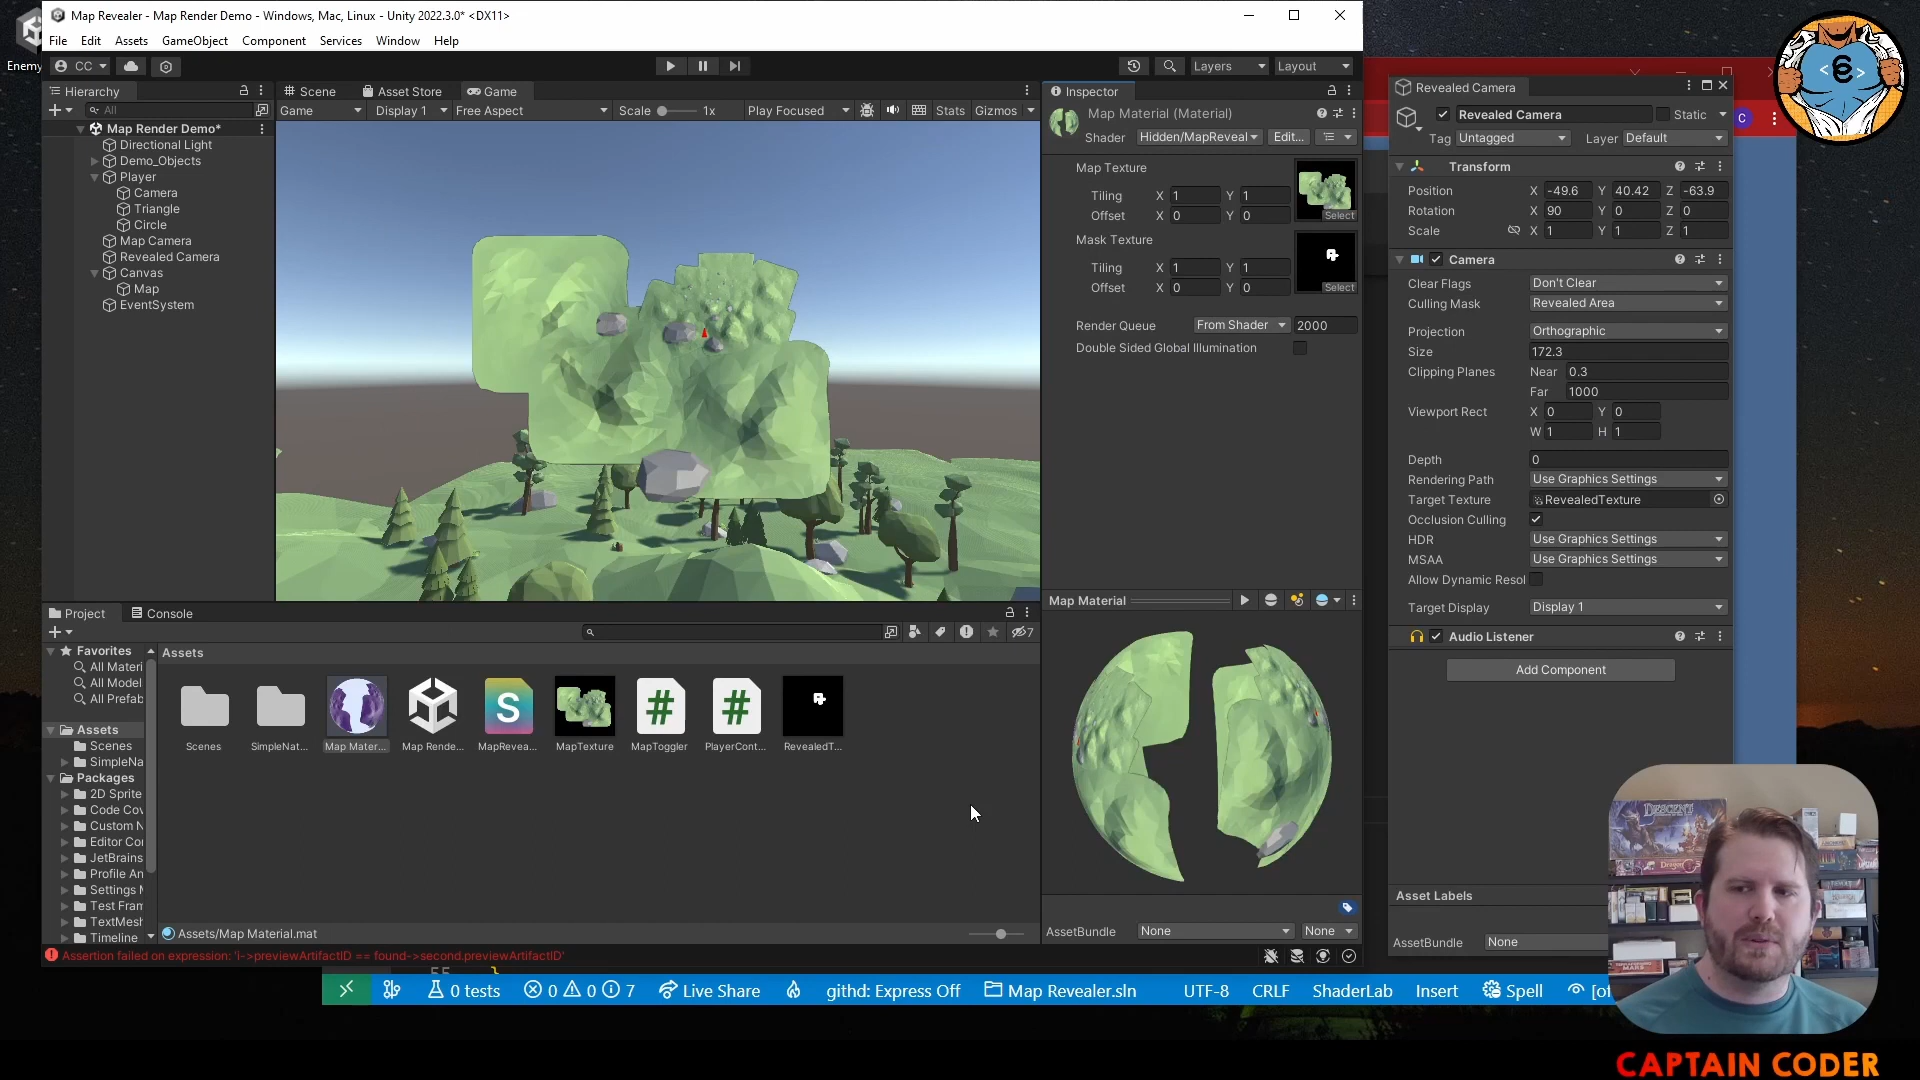 Map Revealer - Map Render Demo - Windows, Mac, Linux - Unity 2022.3.0* <DX11>
File Edit Assets GameObject Component Services Window Help
Enemy
CC
Layers Layout
Hierarchy
All
Map Render Demo*
Directional Light
Demo_Objects
Player
Camera
Triangle
Circle
Map Camera
Revealed Camera
Canvas
Map
EventSystem
Scene Asset Store Game
Game Display 1 Free Aspect Scale 1x Play Focused Stats Gizmos
Inspector
Map Material (Material)
Shader Hidden/MapReveal Edit...
Map Texture
Tiling X 1 Y 1
Offset X 0 Y 0
Select
Mask Texture
Tiling X 1 Y 1
Offset X 0 Y 0
Select
Render Queue From Shader 2000
Double Sided Global Illumination
Map Material
AssetBundle None None
Revealed Camera
Revealed Camera Static
Tag Untagged Layer Default
Transform
Position X -49.6 Y 40.42 Z -63.9
Rotation X 90 Y 0 Z 0
Scale X 1 Y 1 Z 1
Camera
Clear Flags Don't Clear
Culling Mask Revealed Area
Projection Orthographic
Size 172.3
Clipping Planes Near 0.3
Far 1000
Viewport Rect X 0 Y 0
W 1 H 1
Depth 0
Rendering Path Use Graphics Settings
Target Texture RevealedTexture
Occlusion Culling
HDR Use Graphics Settings
MSAA Use Graphics Settings
Allow Dynamic Resol
Target Display Display 1
Audio Listener
Add Component
Asset Labels
AssetBundle None
C
Project Console
7
Favorites
All Materi
All Model
All Prefab
Assets
Scenes
SimpleNa
Packages
2D Sprite
Code Cov
Custom N
Editor Co
JetBrains
Profile An
Settings M
Test Fram
TextMesh
Timeline
Assets
Scenes SimpleNat... Map Mater... Map Rende... MapRevea... MapTexture MapToggler PlayerCont... RevealedT...
Assets/Map Material.mat
Assertion failed on expression: 'i->previewArtifactID == found->second.previewArtifactID'
55 }
0 tests 0 0 7 Live Share githd: Express Off Map Revealer.sln UTF-8 CRLF ShaderLab Insert Spell [of
DESCENT
CAPTAIN CODER